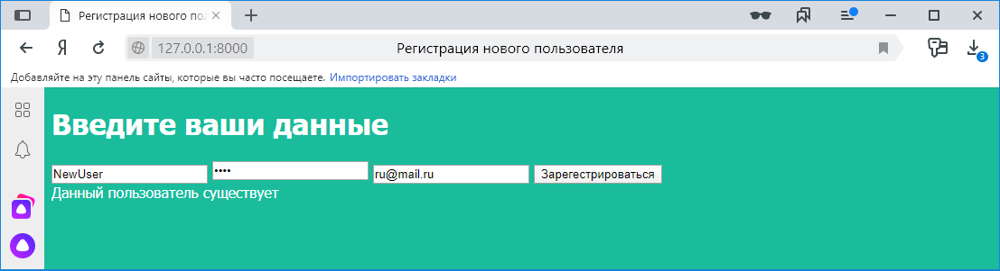 Регистрация нового пол
Я
127.0.0.1:8000
Регистрация нового пользователя
3
Добавляйте на эту панель сайты, которые вы часто посещаете. Импортировать закладки
Введите ваши данные
NewUser •••• ru@mail.ru Зарегестрироваться
Данный пользователь существует